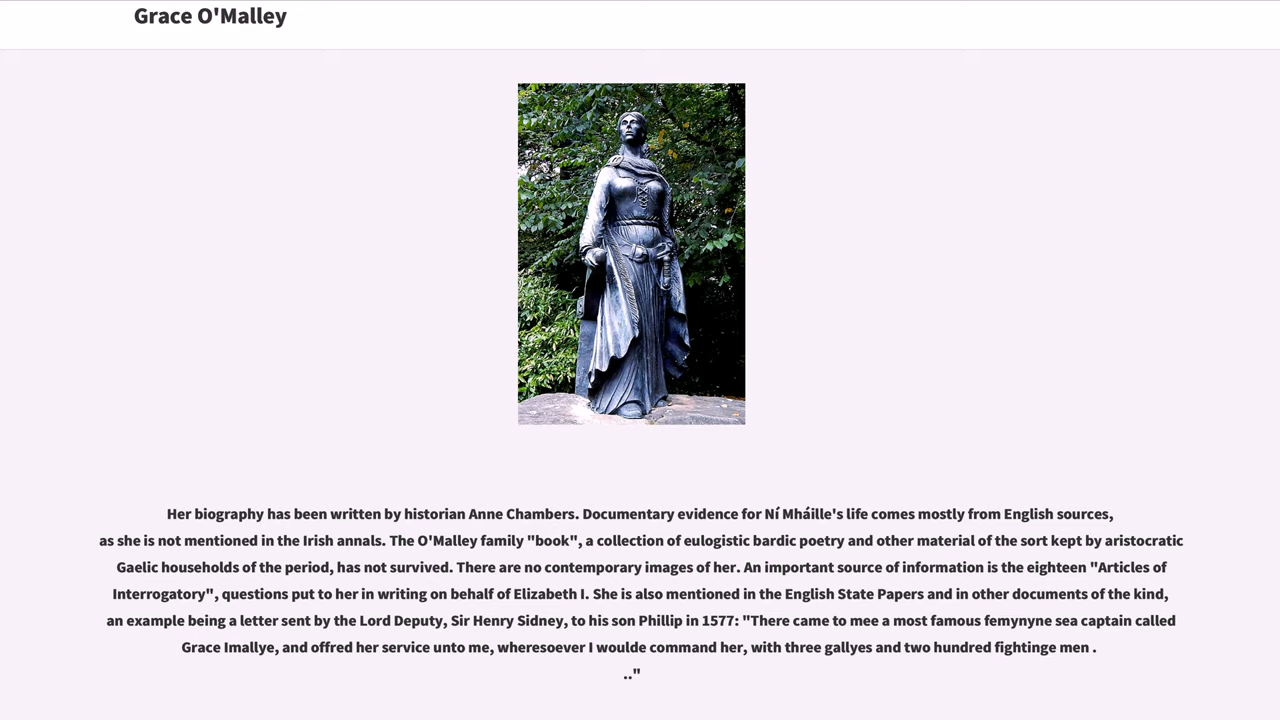 Grace O'Malley
Her biography has been written by historian Anne Chambers. Documentary evidence for Ní Mháille's life comes mostly from English sources,
as she is not mentioned in the Irish annals. The O'Malley family "book", a collection of eulogistic bardic poetry and other material of the sort kept by aristocratic
Gaelic households of the period, has not survived. There are no contemporary images of her. An important source of information is the eighteen "Articles of
Interrogatory", questions put to her in writing on behalf of Elizabeth I. She is also mentioned in the English State Papers and in other documents of the kind,
an example being a letter sent by the Lord Deputy, Sir Henry Sidney, to his son Phillip in 1577: "There came to mee a most famous femynyne sea captain called
Grace Imallye, and offred her service unto me, wheresoever I woulde command her, with three gallyes and two hundred fightinge men .
.."